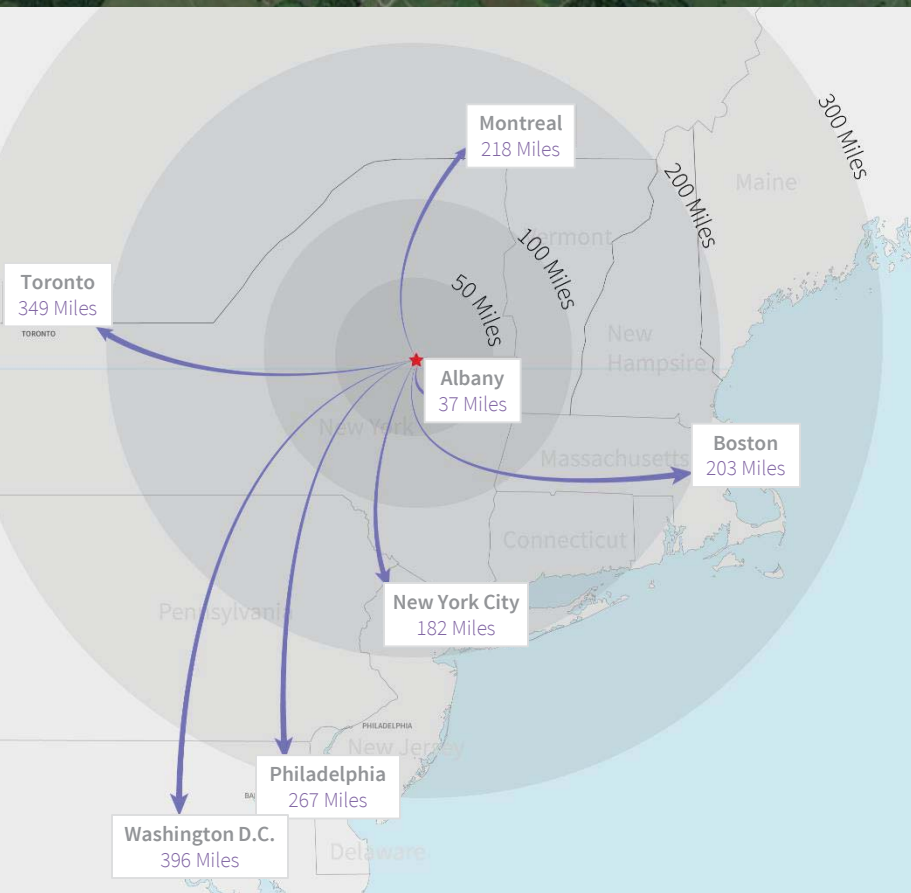 300 Miles
Montreal
218 Miles
200 Miles
Maine
Vermont
100 Miles
Toronto
349 Miles
TORONTO
50 Miles
New
Hampsire
Albany
37 Miles
New York
Boston
203 Miles
Massachusetts
Connecticut
New York City
182 Miles
Pennsylvania
PHILADELPHIA
New Jersey
Philadelphia
267 Miles
Washington D.C.
396 Miles
Delaware